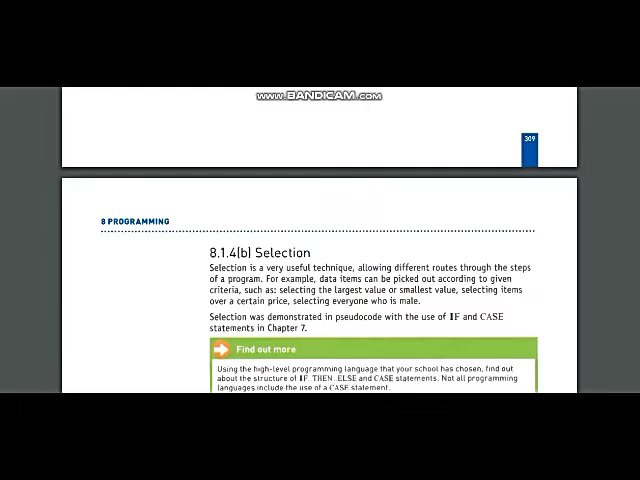 www.BANDICAM.com
309
8 PROGRAMMING
8.1.4(b) Selection
Selection is a very useful technique, allowing different routes through the steps
of a program. For example, data items can be picked out according to given
criteria, such as: selecting the largest value or smallest value, selecting items
over a certain price, selecting everyone who is male.
Selection was demonstrated in pseudocode with the use of IF and CASE
statements in Chapter 7.
Find out more
Using the high-level programming language that your school has chosen, find out
about the structure of IF..THEN..ELSE and CASE statements. Not all programming
languages include the use of a CASE statement.